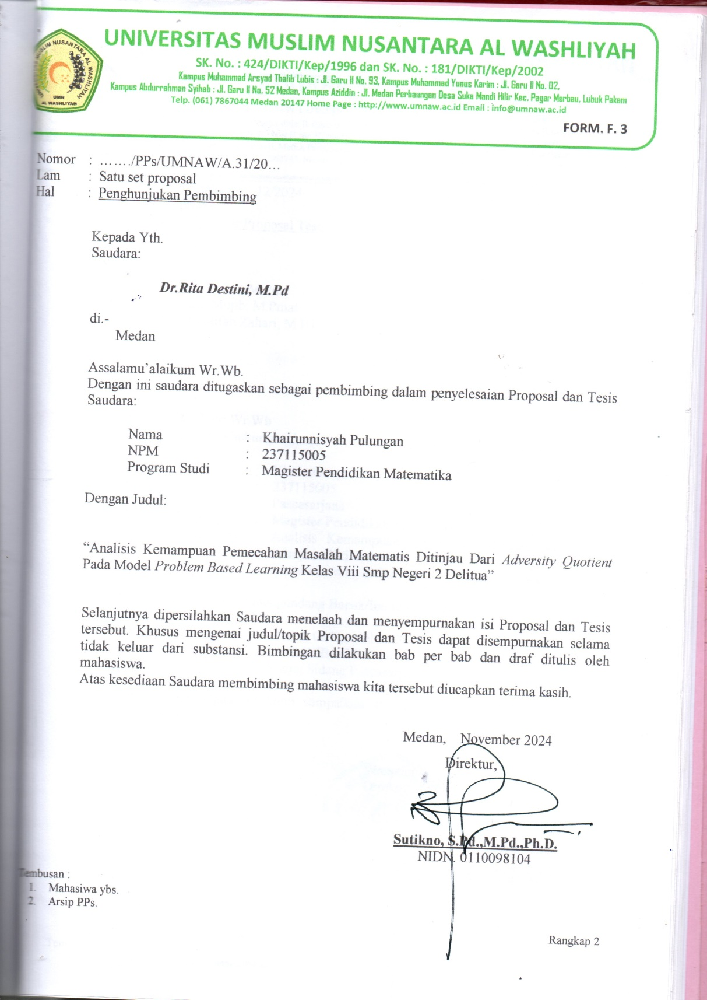 UNIVERSITAS MUSLIM NUSANTARA AL WASHLIYAH
SK. No. : 424/DIKTI/Kep/1996 dan SK. No. : 181/DIKTI/Kep/2002
Kampus Muhammad Arsyad Thalib Lubis : Jl. Garu II No. 93, Kampus Muhammad Yunus Karim : Jl. Garu II No. 02,
Kampus Abdurrahman Syihab : Jl. Garu II No. 52 Medan, Kampus Aziddin : Jl. Medan Perbaungan Desa Suka Mandi Hilir Kec. Pagar Merbau, Lubuk Pakam
Telp. (061) 7867044 Medan 20147 Home Page : http://www.umnaw.ac.id Email : info@umnaw.ac.id
UMN
AL WASHLIYAH
FORM. F. 3
Nomor : ......./PPs/UMNAW/A.31/20...
Lam : Satu set proposal
Hal : Penghunjukan Pembimbing
Kepada Yth.
Saudara:
Dr.Rita Destini, M.Pd
di.-
Medan
Assalamu'alaikum Wr.Wb.
Dengan ini saudara ditugaskan sebagai pembimbing dalam penyelesaian Proposal dan Tesis
Saudara:
Nama : Khairunnisyah Pulungan
NPM : 237115005
Program Studi : Magister Pendidikan Matematika
Dengan Judul:
“Analisis Kemampuan Pemecahan Masalah Matematis Ditinjau Dari Adversity Quotient
Pada Model Problem Based Learning Kelas Viii Smp Negeri 2 Delitua”
Selanjutnya dipersilahkan Saudara menelaah dan menyempurnakan isi Proposal dan Tesis
tersebut. Khusus mengenai judul/topik Proposal dan Tesis dapat disempurnakan selama
tidak keluar dari substansi. Bimbingan dilakukan bab per bab dan draf ditulis oleh
mahasiswa.
Atas kesediaan Saudara membimbing mahasiswa kita tersebut diucapkan terima kasih.
Medan, November 2024
Direktur,
Sutikno, S.Pd.,M.Pd.,Ph.D.
NIDN. 0110098104
Tembusan :
1. Mahasiwa ybs.
2. Arsip PPs.
Rangkap 2